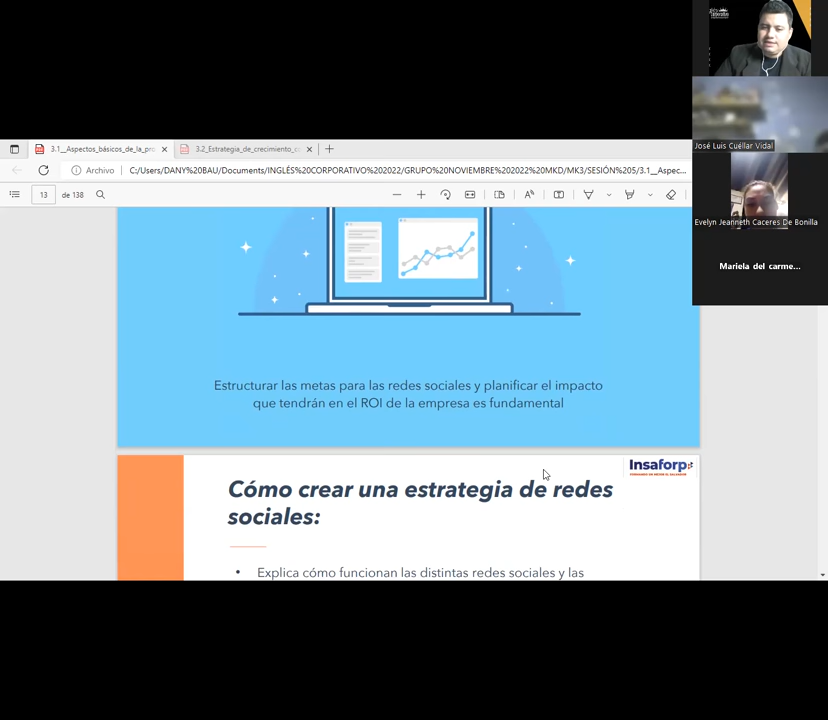 José Luis Cuéllar Vidal
Evelyn Jeanneth Caceres De Bonilla
Mariela del carme...
3.1__Aspectos_básicos_de_la_pro
3.2_Estrategia_de_crecimiento_c
Archivo
C:/Users/DANY%20BAU/Documents/INGLÉS%20CORPORATIVO%202022/GRUPO%20NOVIEMBRE%202022%20MKD/MK3/SESIÓN%205/3.1__Aspec...
13 de 138
Estructurar las metas para las redes sociales y planificar el impacto
que tendrán en el ROI de la empresa es fundamental
Insaforp
Cómo crear una estrategia de redes
sociales:
• Explica cómo funcionan las distintas redes sociales y las